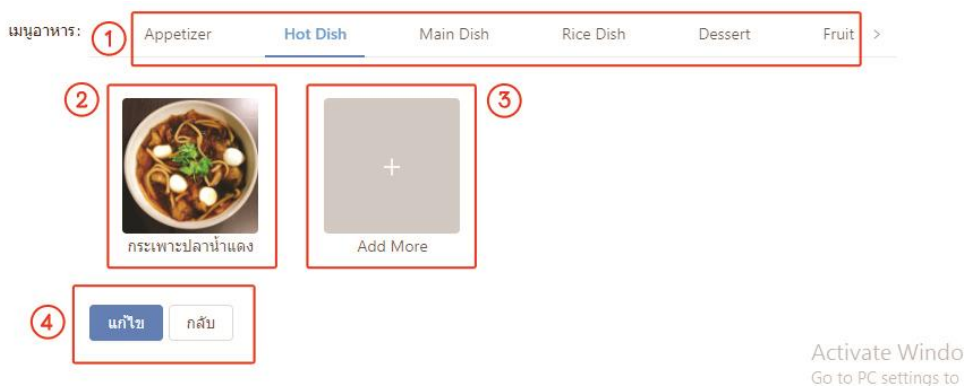 เมนูอาหาร:
1 Appetizer Hot Dish Main Dish Rice Dish Dessert Fruit >
2 3
+
กระเพาะปลาน้ำแดง Add More
4 แก้ไข กลับ
Activate Windo
Go to PC settings to